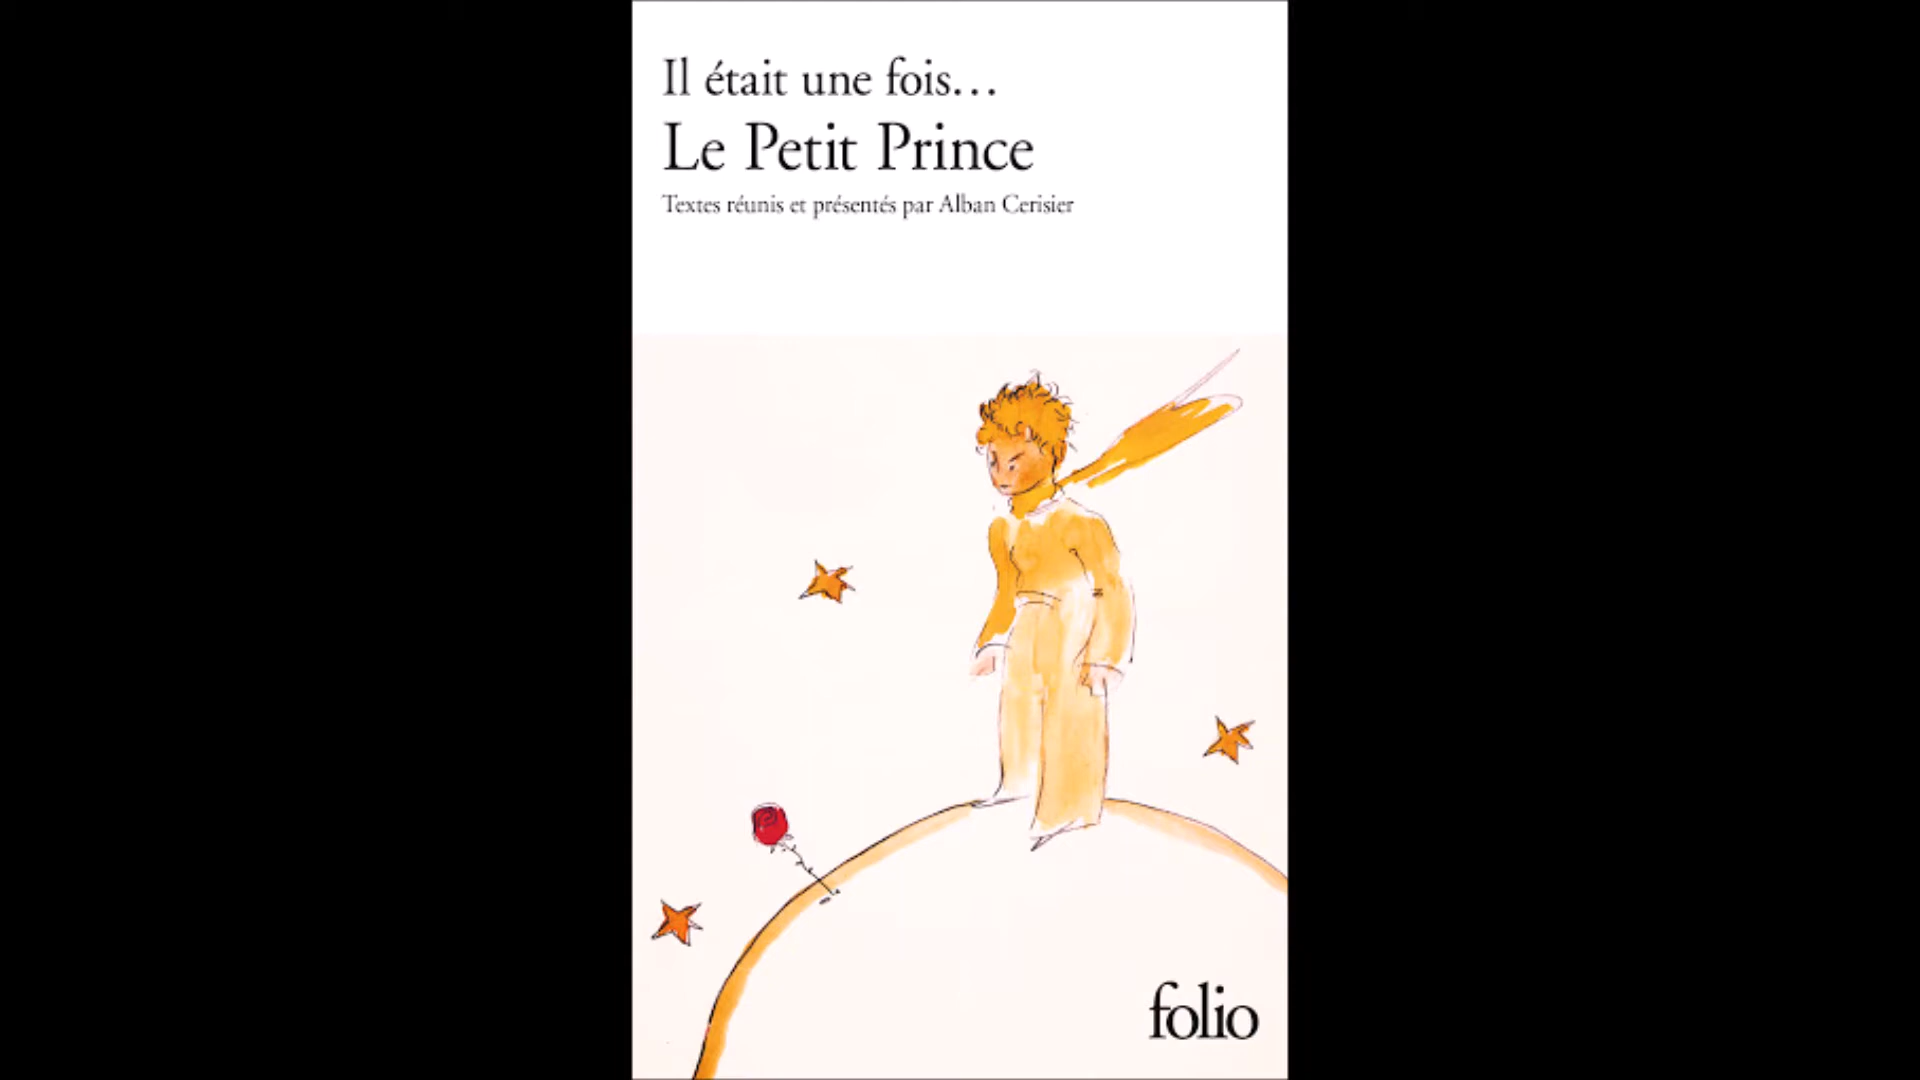 Il était une fois…
Le Petit Prince
Textes réunis et présentés par Alban Cerisier
folio